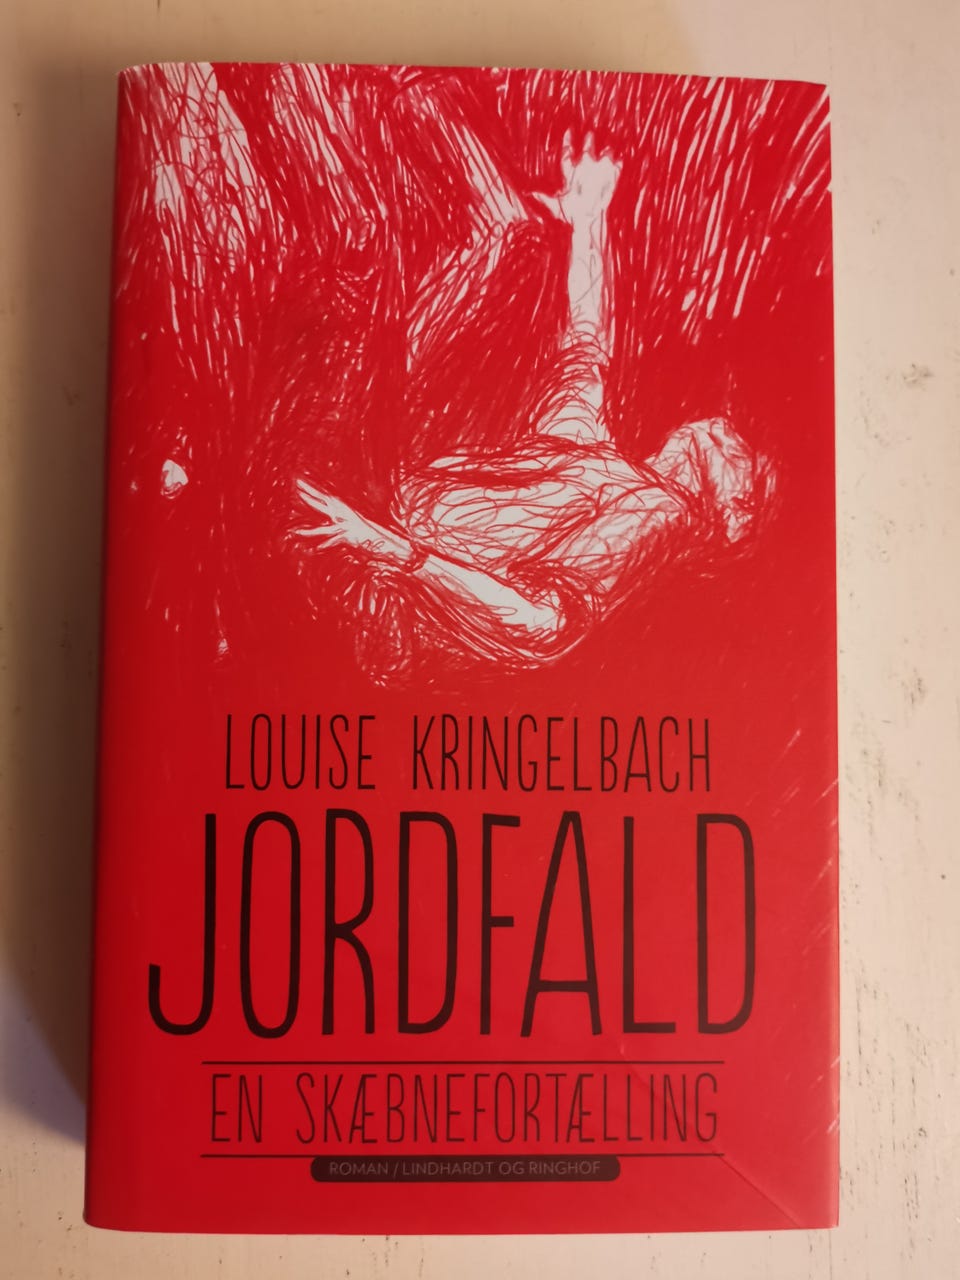 LOUISE KRINGELBACH
JORDFALD
EN SKÆBNEFORTÆLLING
ROMAN / LINDHARDT OG RINGHOF